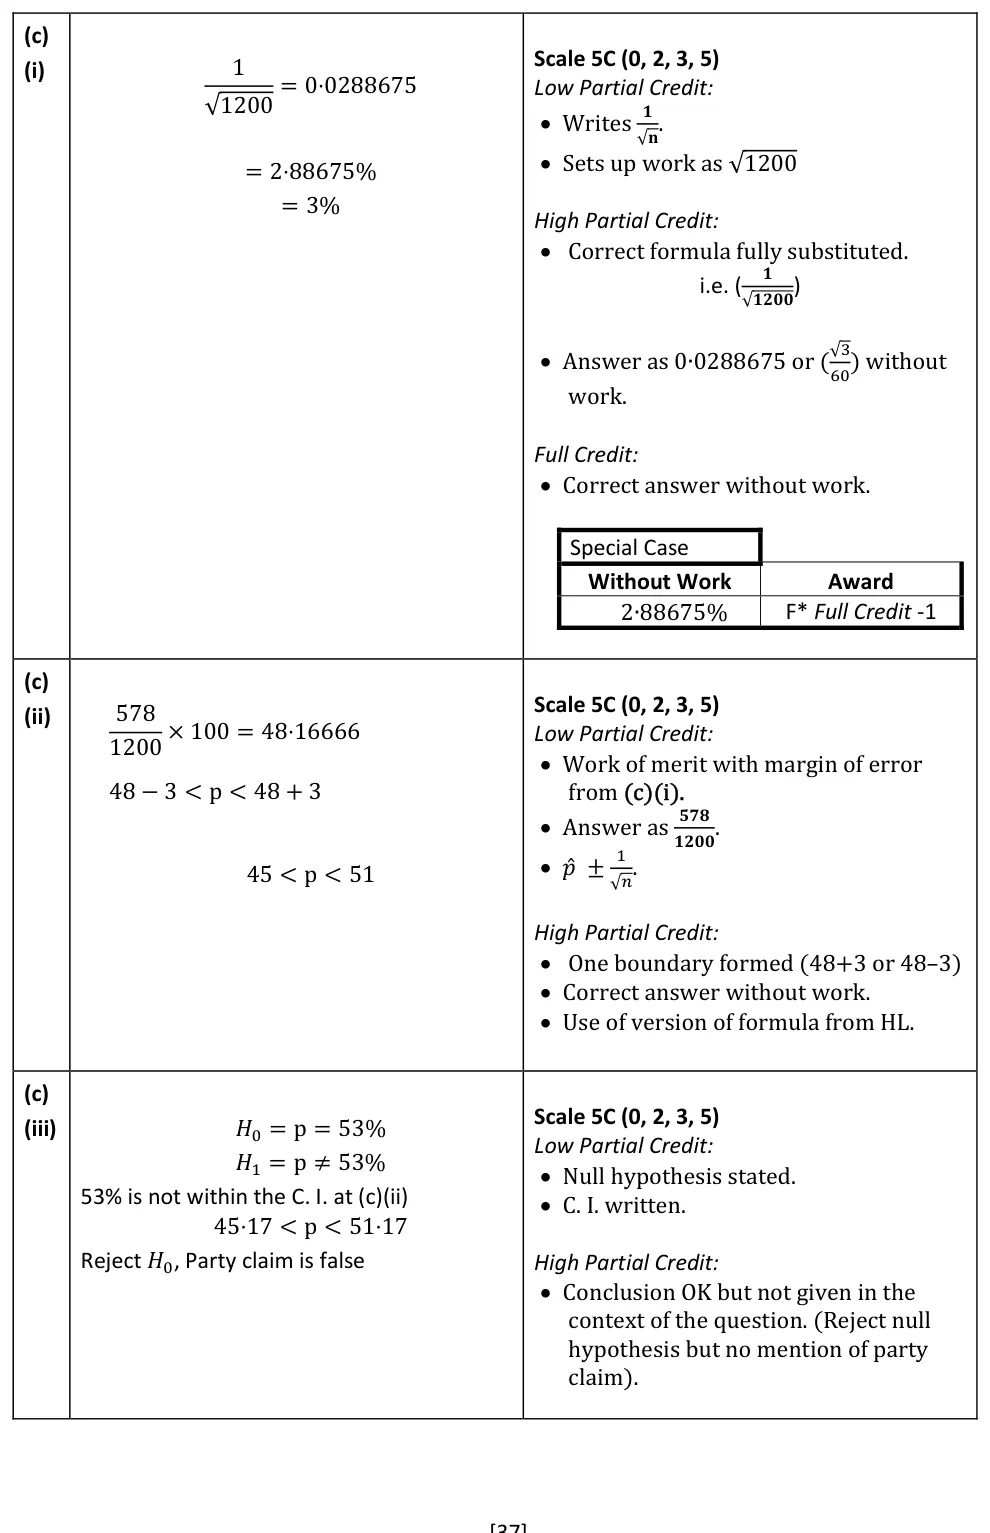 (c)
(i)
1/√1200 = 0·0288675
= 2·88675%
= 3%
Scale 5C (0, 2, 3, 5)
Low Partial Credit:
• Writes 1/√n.
• Sets up work as √1200
High Partial Credit:
• Correct formula fully substituted.
i.e. (1/√1200)
• Answer as 0·0288675 or (√3/60) without
work.
Full Credit:
• Correct answer without work.
Special Case
Without Work Award
2·88675% F* Full Credit -1
(c)
(ii)
578/1200 × 100 = 48·16666
48 − 3 < p < 48 + 3
45 < p < 51
Scale 5C (0, 2, 3, 5)
Low Partial Credit:
• Work of merit with margin of error
from (c)(i).
• Answer as 578/1200.
• p̂ ± 1/√n.
High Partial Credit:
• One boundary formed (48+3 or 48–3)
• Correct answer without work.
• Use of version of formula from HL.
(c)
(iii)
H₀ = p = 53%
H₁ = p ≠ 53%
53% is not within the C. I. at (c)(ii)
45·17 < p < 51·17
Reject H₀, Party claim is false
Scale 5C (0, 2, 3, 5)
Low Partial Credit:
• Null hypothesis stated.
• C. I. written.
High Partial Credit:
• Conclusion OK but not given in the
context of the question. (Reject null
hypothesis but no mention of party
claim).
[37]